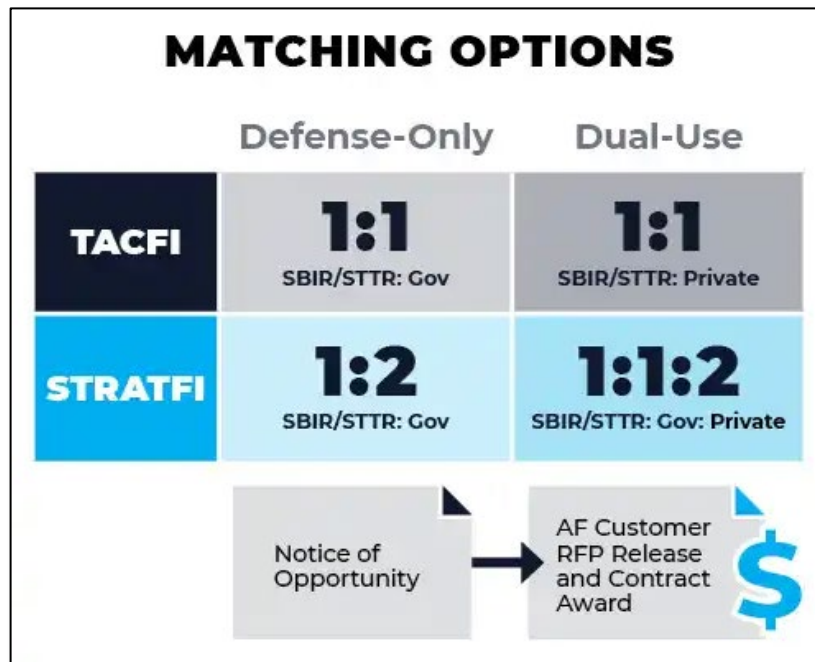 MATCHING OPTIONS
Defense-Only
Dual-Use
TACFI
1:1
SBIR/STTR: Gov
1:1
SBIR/STTR: Private
STRATFI
1:2
SBIR/STTR: Gov
1:1:2
SBIR/STTR: Gov: Private
Notice of
Opportunity
AF Customer
RFP Release
and Contract
Award
$